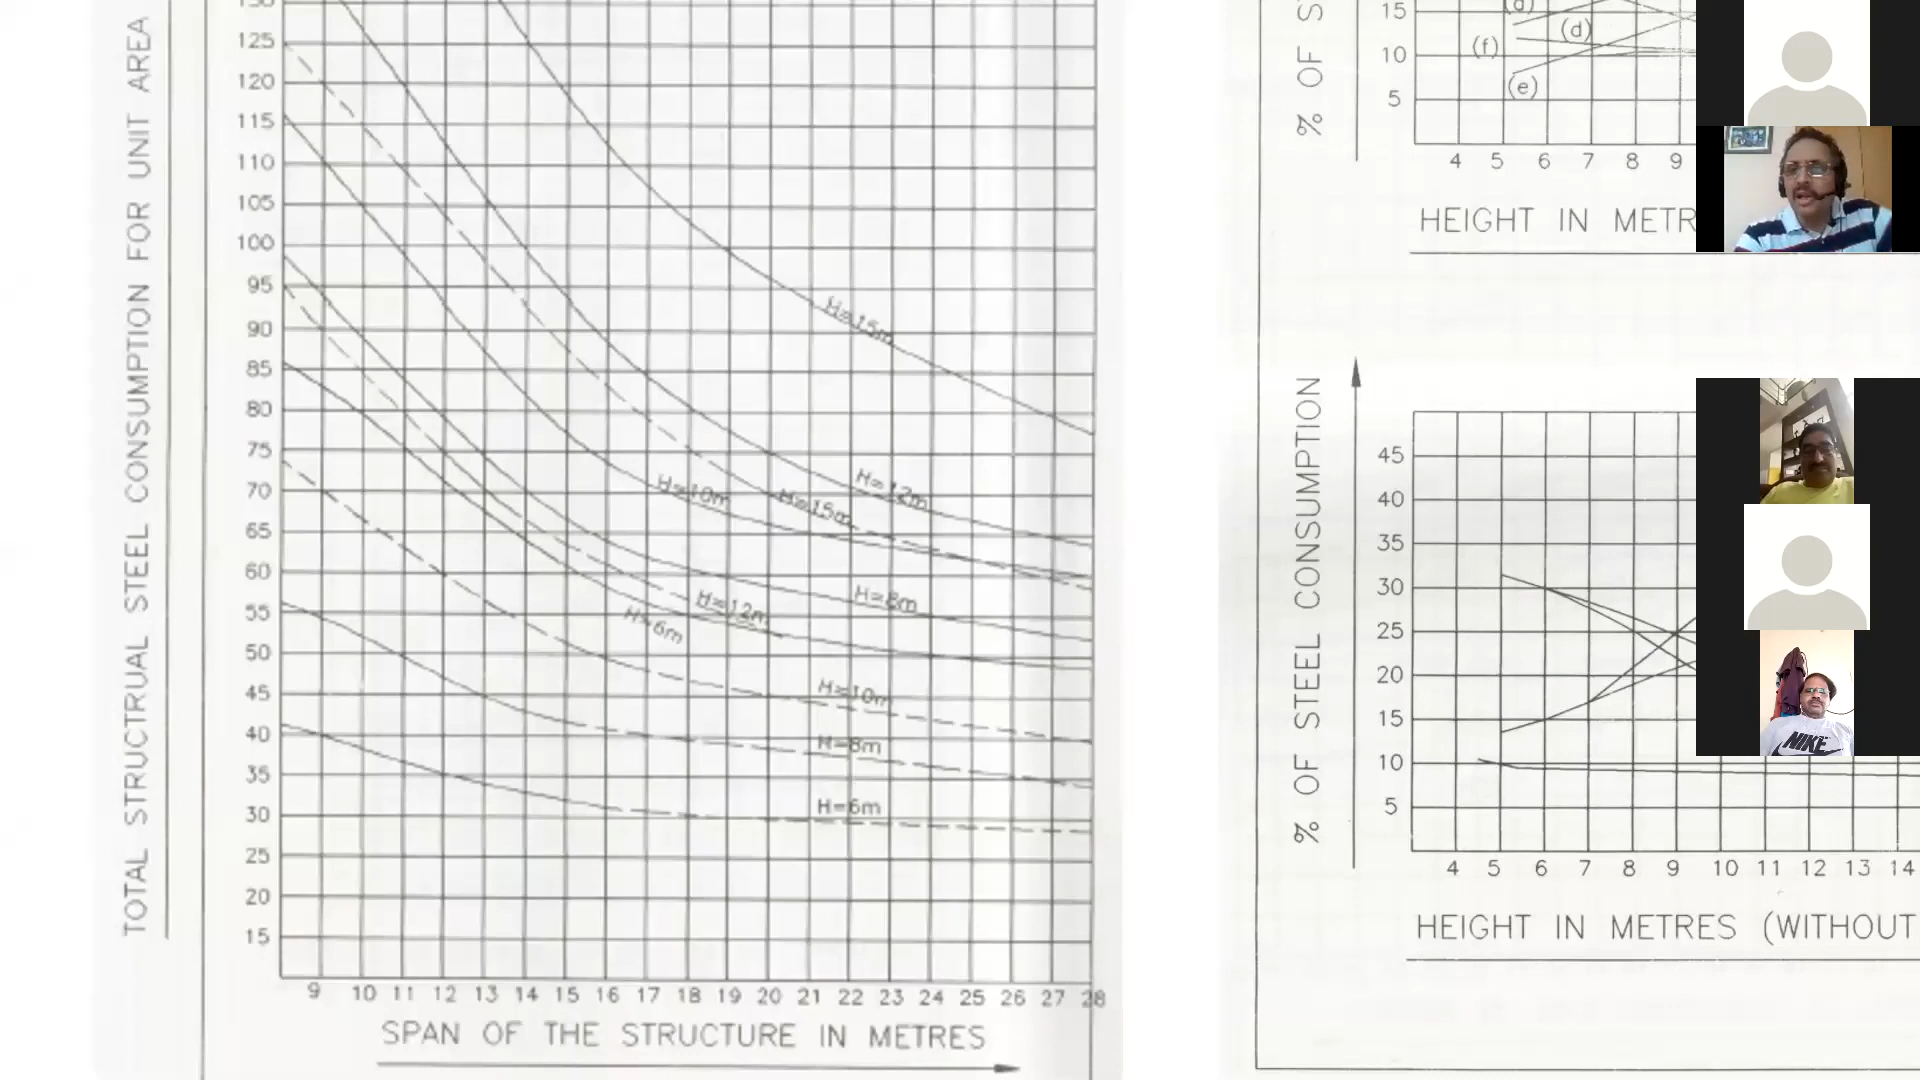 TOTAL STRUCTRUAL STEEL CONSUMPTION FOR UNIT AREA
130
125
120
115
110
105
100
95
90
85
80
75
70
65
60
55
50
45
40
35
30
25
20
15
H=15m
H=12m
H=10m
H=15m
H=8m
H=12m
H=6m
H=10m
H=8m
H=6m
9 10 11 12 13 14 15 16 17 18 19 20 21 22 23 24 25 26 27 28
SPAN OF THE STRUCTURE IN METRES
% OF
15
10
5
(d)
(f)
(e)
4 5 6 7 8 9
HEIGHT IN METR
% OF STEEL CONSUMPTION
45
40
35
30
25
20
15
10
5
4 5 6 7 8 9 10 11 12 13 14
HEIGHT IN METRES (WITHOUT
NIKE